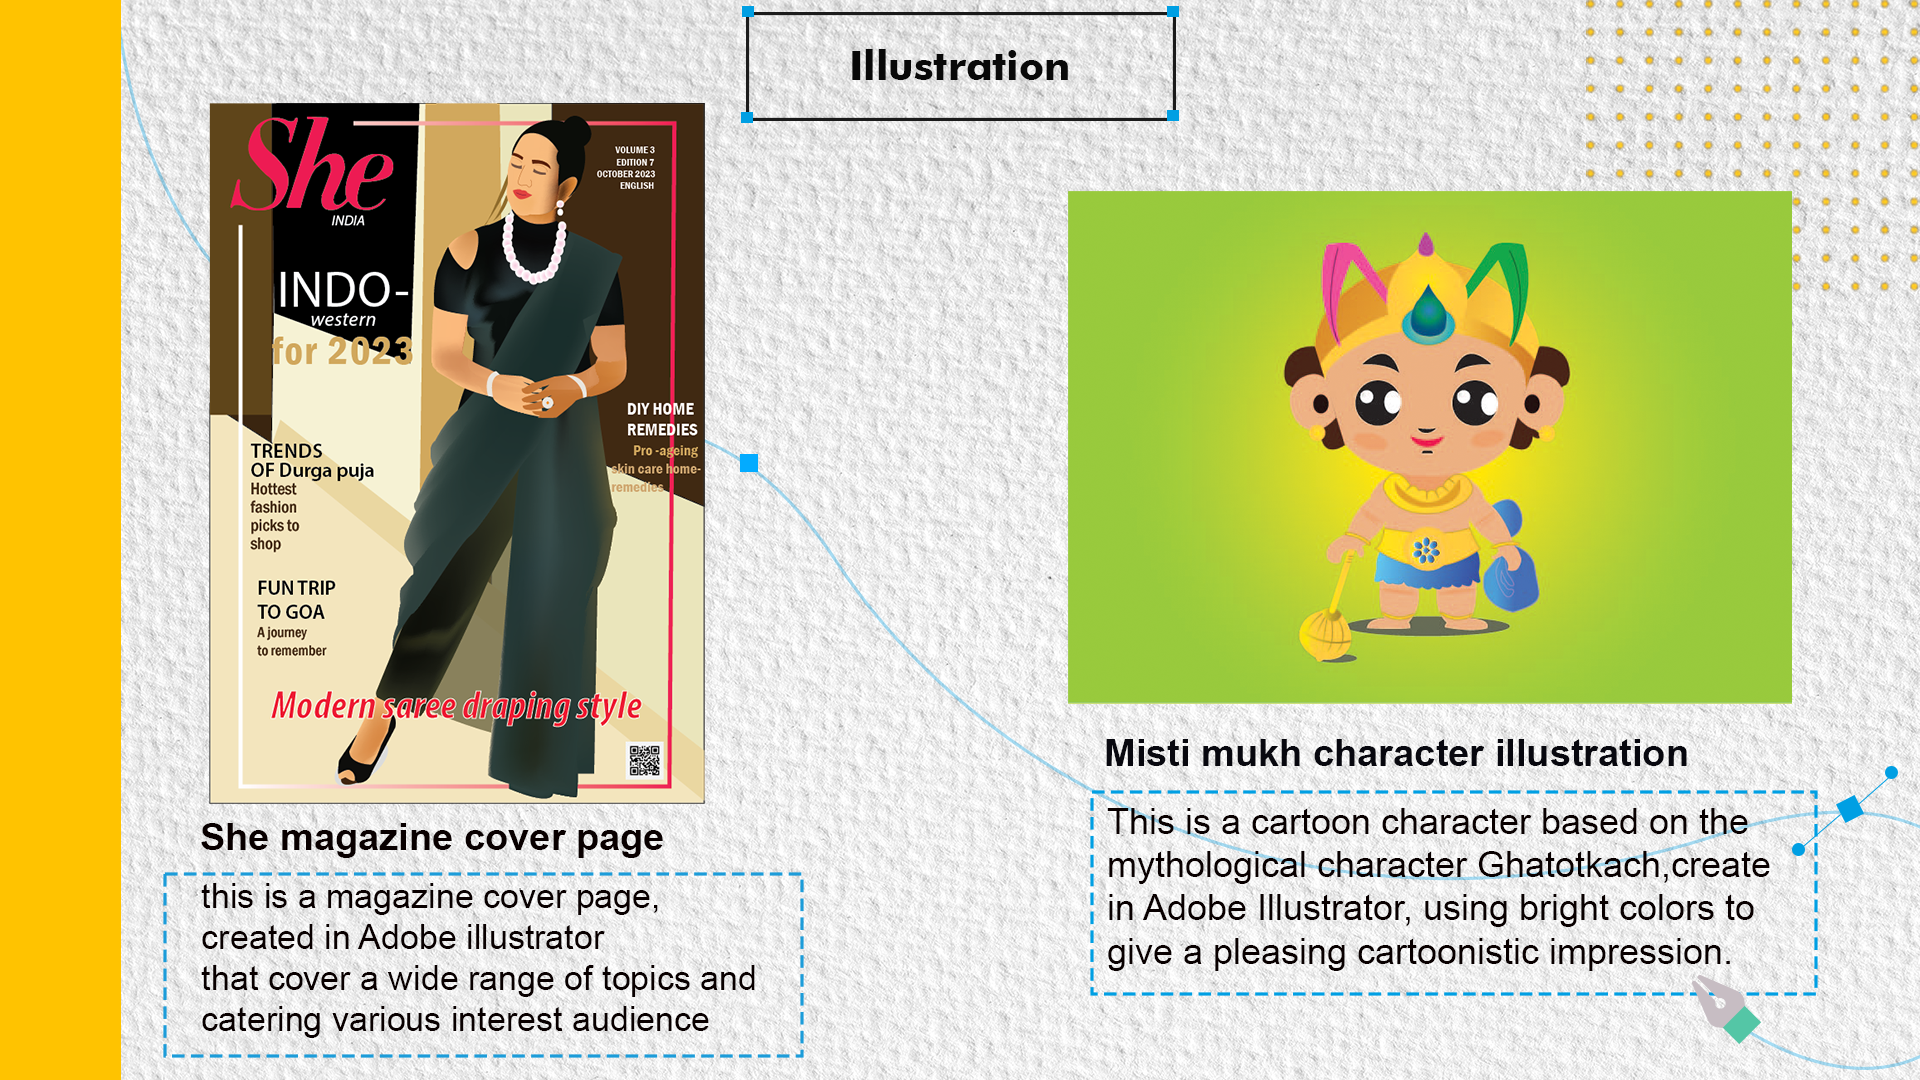 Illustration
She
INDIA
VOLUME 3
EDITION 7
OCTOBER 2023
ENGLISH
INDO-
western
for 2023
DIY HOME
REMEDIES
Pro -ageing
skin care home-
remedies
TRENDS
OF Durga puja
Hottest
fashion
picks to
shop
FUN TRIP
TO GOA
A journey
to remember
Modern saree draping style
She magazine cover page
this is a magazine cover page,
created in Adobe illustrator
that cover a wide range of topics and
catering various interest audience
Misti mukh character illustration
This is a cartoon character based on the
mythological character Ghatotkach,create
in Adobe Illustrator, using bright colors to
give a pleasing cartoonistic impression.